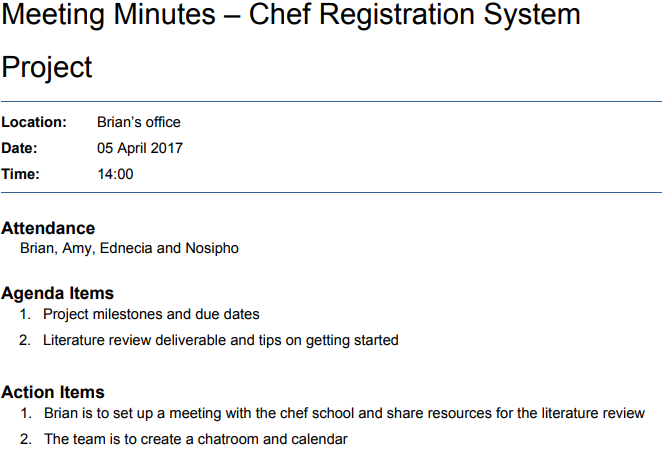 Meeting Minutes – Chef Registration System
Project
Location: Brian’s office
Date: 05 April 2017
Time: 14:00
Attendance
Brian, Amy, Ednecia and Nosipho
Agenda Items
1. Project milestones and due dates
2. Literature review deliverable and tips on getting started
Action Items
1. Brian is to set up a meeting with the chef school and share resources for the literature review
2. The team is to create a chatroom and calendar